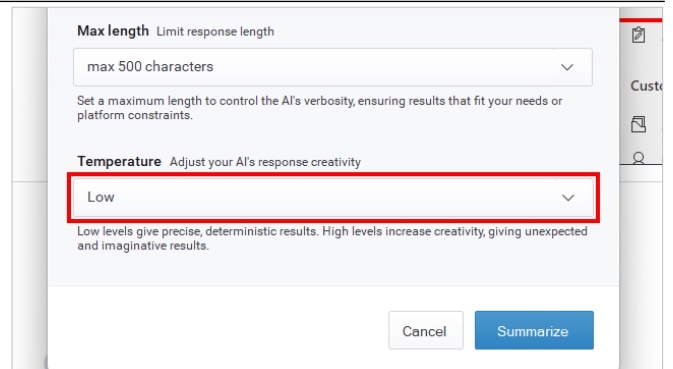 Max length Limit response length
max 500 characters
Set a maximum length to control the AI's verbosity, ensuring results that fit your needs or
platform constraints.
Temperature Adjust your AI's response creativity
Low
Low levels give precise, deterministic results. High levels increase creativity, giving unexpected
and imaginative results.
Cancel Summarize